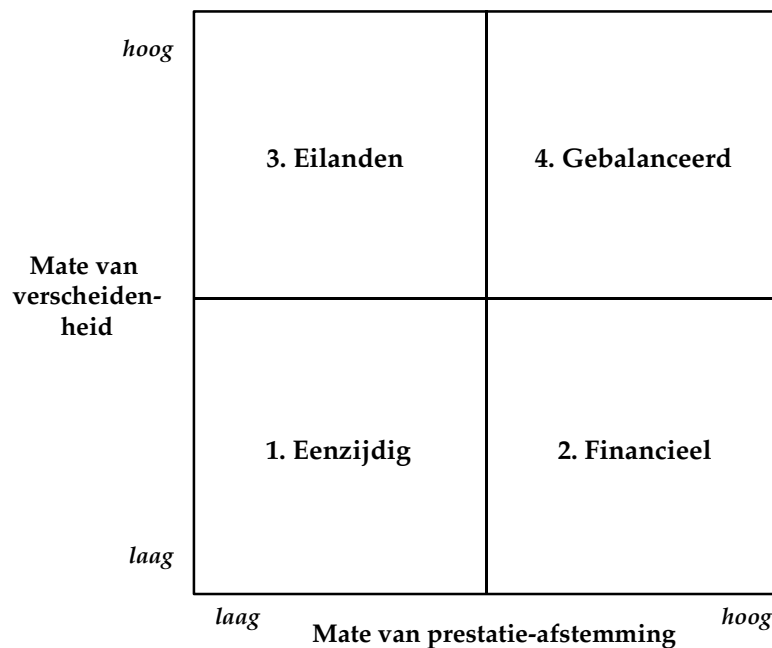 hoog
3. Eilanden
4. Gebalanceerd
Mate van
verscheiden-
heid
1. Eenzijdig
2. Financieel
laag
laag
hoog
Mate van prestatie-afstemming